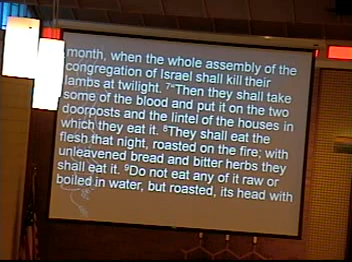 month, when the whole assembly of the
congregation of Israel shall kill their
lambs at twilight. 7“Then they shall take
some of the blood and put it on the two
doorposts and the lintel of the houses in
which they eat it. 8They shall eat the
flesh that night, roasted on the fire; with
unleavened bread and bitter herbs they
shall eat it. 9Do not eat any of it raw or
boiled in water, but roasted, its head with